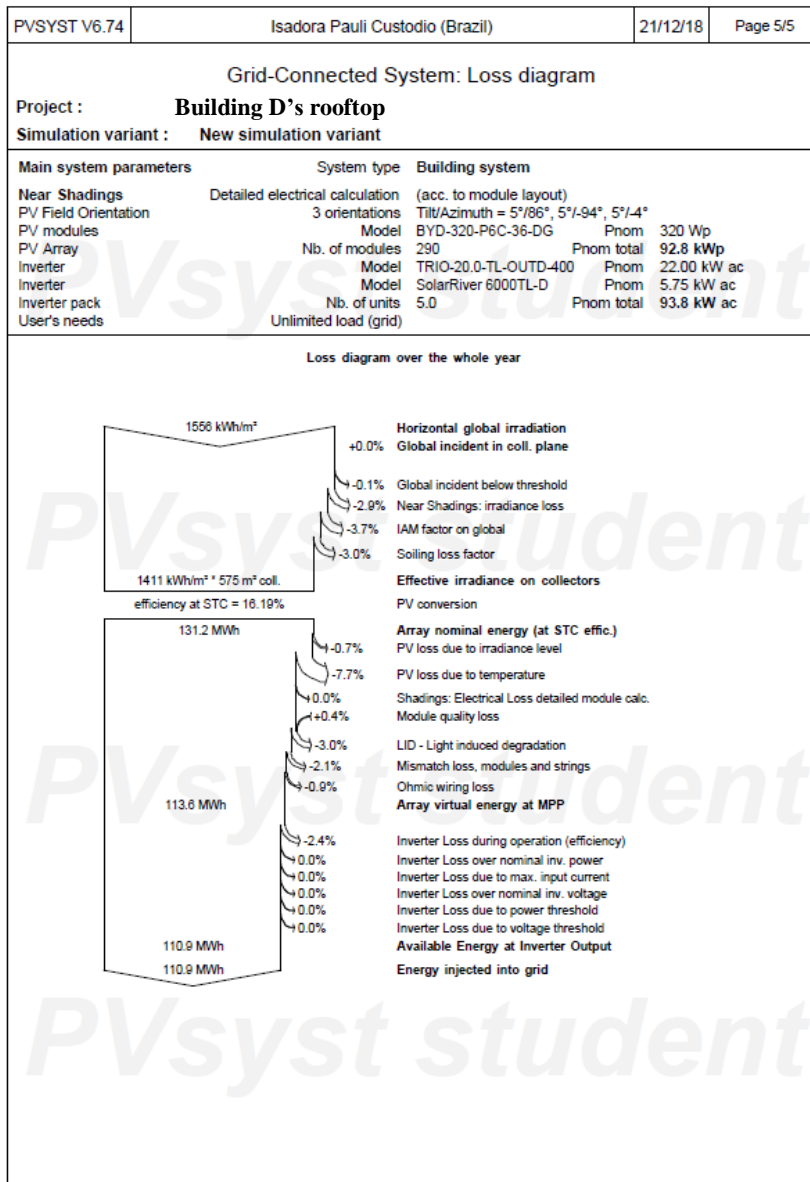 PVSYST V6.74 Isadora Pauli Custodio (Brazil) 21/12/18 Page 5/5
Grid-Connected System: Loss diagram
Project : Building D's rooftop
Simulation variant : New simulation variant
Main system parameters System type Building system
Near Shadings Detailed electrical calculation (acc. to module layout)
PV Field Orientation 3 orientations Tilt/Azimuth = 5°/86°, 5°/-94°, 5°/-4°
PV modules Model BYD-320-P6C-36-DG Pnom 320 Wp
PV Array Nb. of modules 290 Pnom total 92.8 kWp
Inverter Model TRIO-20.0-TL-OUTD-400 Pnom 22.00 kW ac
Inverter Model SolarRiver 6000TL-D Pnom 5.75 kW ac
Inverter pack Nb. of units 5.0 Pnom total 93.8 kW ac
User's needs Unlimited load (grid)
PVsyst student
Loss diagram over the whole year
1556 kWh/m² Horizontal global irradiation
+0.0% Global incident in coll. plane
-0.1% Global incident below threshold
-2.9% Near Shadings: irradiance loss
-3.7% IAM factor on global
-3.0% Soiling loss factor
PVsyst student
1411 kWh/m² * 575 m² coll. Effective irradiance on collectors
efficiency at STC = 16.19% PV conversion
131.2 MWh Array nominal energy (at STC effic.)
-0.7% PV loss due to irradiance level
-7.7% PV loss due to temperature
+0.0% Shadings: Electrical Loss detailed module calc.
+0.4% Module quality loss
-3.0% LID - Light induced degradation
-2.1% Mismatch loss, modules and strings
-0.9% Ohmic wiring loss
PVsyst student
113.6 MWh Array virtual energy at MPP
-2.4% Inverter Loss during operation (efficiency)
0.0% Inverter Loss over nominal inv. power
0.0% Inverter Loss due to max. input current
0.0% Inverter Loss over nominal inv. voltage
0.0% Inverter Loss due to power threshold
0.0% Inverter Loss due to voltage threshold
110.9 MWh Available Energy at Inverter Output
110.9 MWh Energy injected into grid
PVsyst student